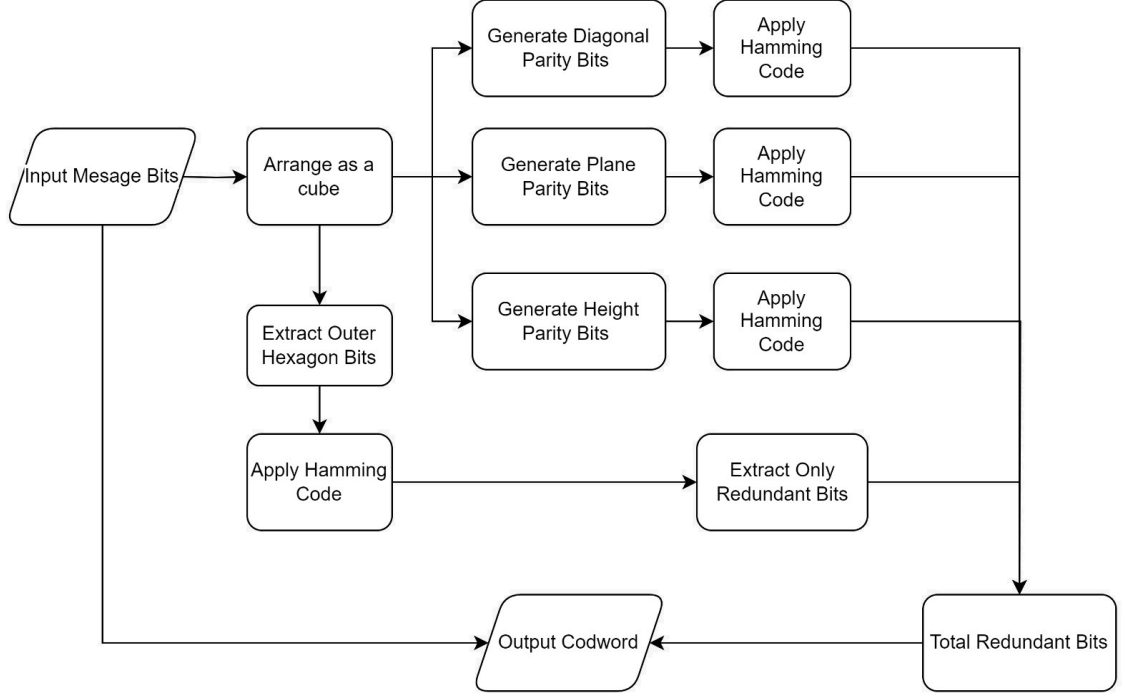 Generate Diagonal
Parity Bits
Apply
Hamming
Code
Input Mesage Bits
Arrange as a
cube
Generate Plane
Parity Bits
Apply
Hamming
Code
Extract Outer
Hexagon Bits
Generate Height
Parity Bits
Apply
Hamming
Code
Apply Hamming
Code
Extract Only
Redundant Bits
Output Codword
Total Redundant Bits